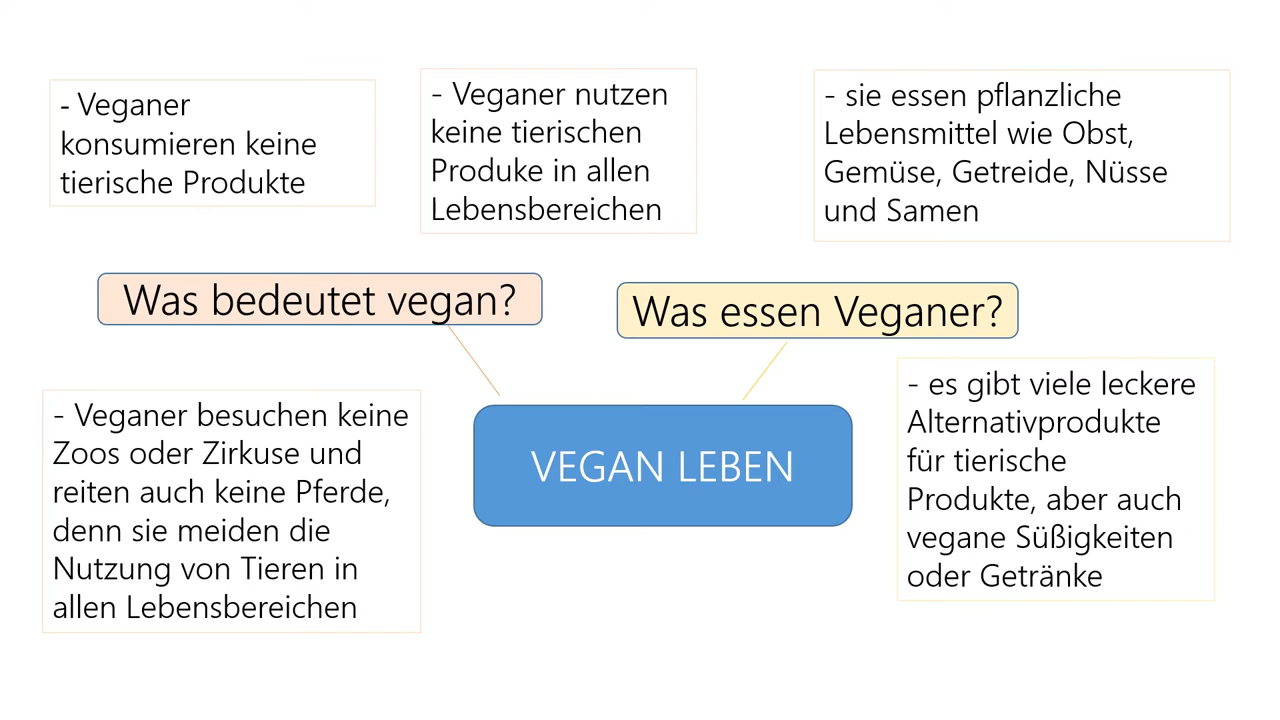 - Veganer
konsumieren keine
tierische Produkte
- Veganer nutzen
keine tierischen
Produke in allen
Lebensbereichen
- sie essen pflanzliche
Lebensmittel wie Obst,
Gemüse, Getreide, Nüsse
und Samen
Was bedeutet vegan?
Was essen Veganer?
- Veganer besuchen keine
Zoos oder Zirkuse und
reiten auch keine Pferde,
denn sie meiden die
Nutzung von Tieren in
allen Lebensbereichen
VEGAN LEBEN
- es gibt viele leckere
Alternativprodukte
für tierische
Produkte, aber auch
vegane Süßigkeiten
oder Getränke